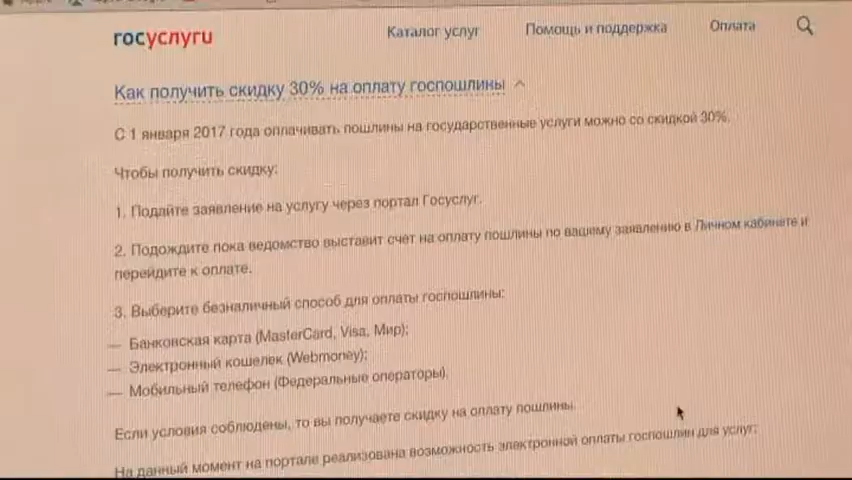 госуслуги
Каталог услуг
Помощь и поддержка
Оплата
Как получить скидку 30% на оплату госпошлины
С 1 января 2017 года оплачивать пошлины на государственные услуги можно со скидкой 30%.
Чтобы получить скидку:
1. Подайте заявление на услугу через портал Госуслуг.
2. Подождите пока ведомство выставит счет на оплату пошлины по вашему заявлению в Личном кабинете и
перейдите к оплате.
3. Выберите безналичный способ для оплаты госпошлины:
— Банковская карта (MasterCard, Visa, Мир);
— Электронный кошелек (Webmoney);
— Мобильный телефон (Федеральные операторы).
Если условия соблюдены, то вы получаете скидку на оплату пошлины.
На данный момент на портале реализована возможность электронной оплаты госпошлин для услуг: